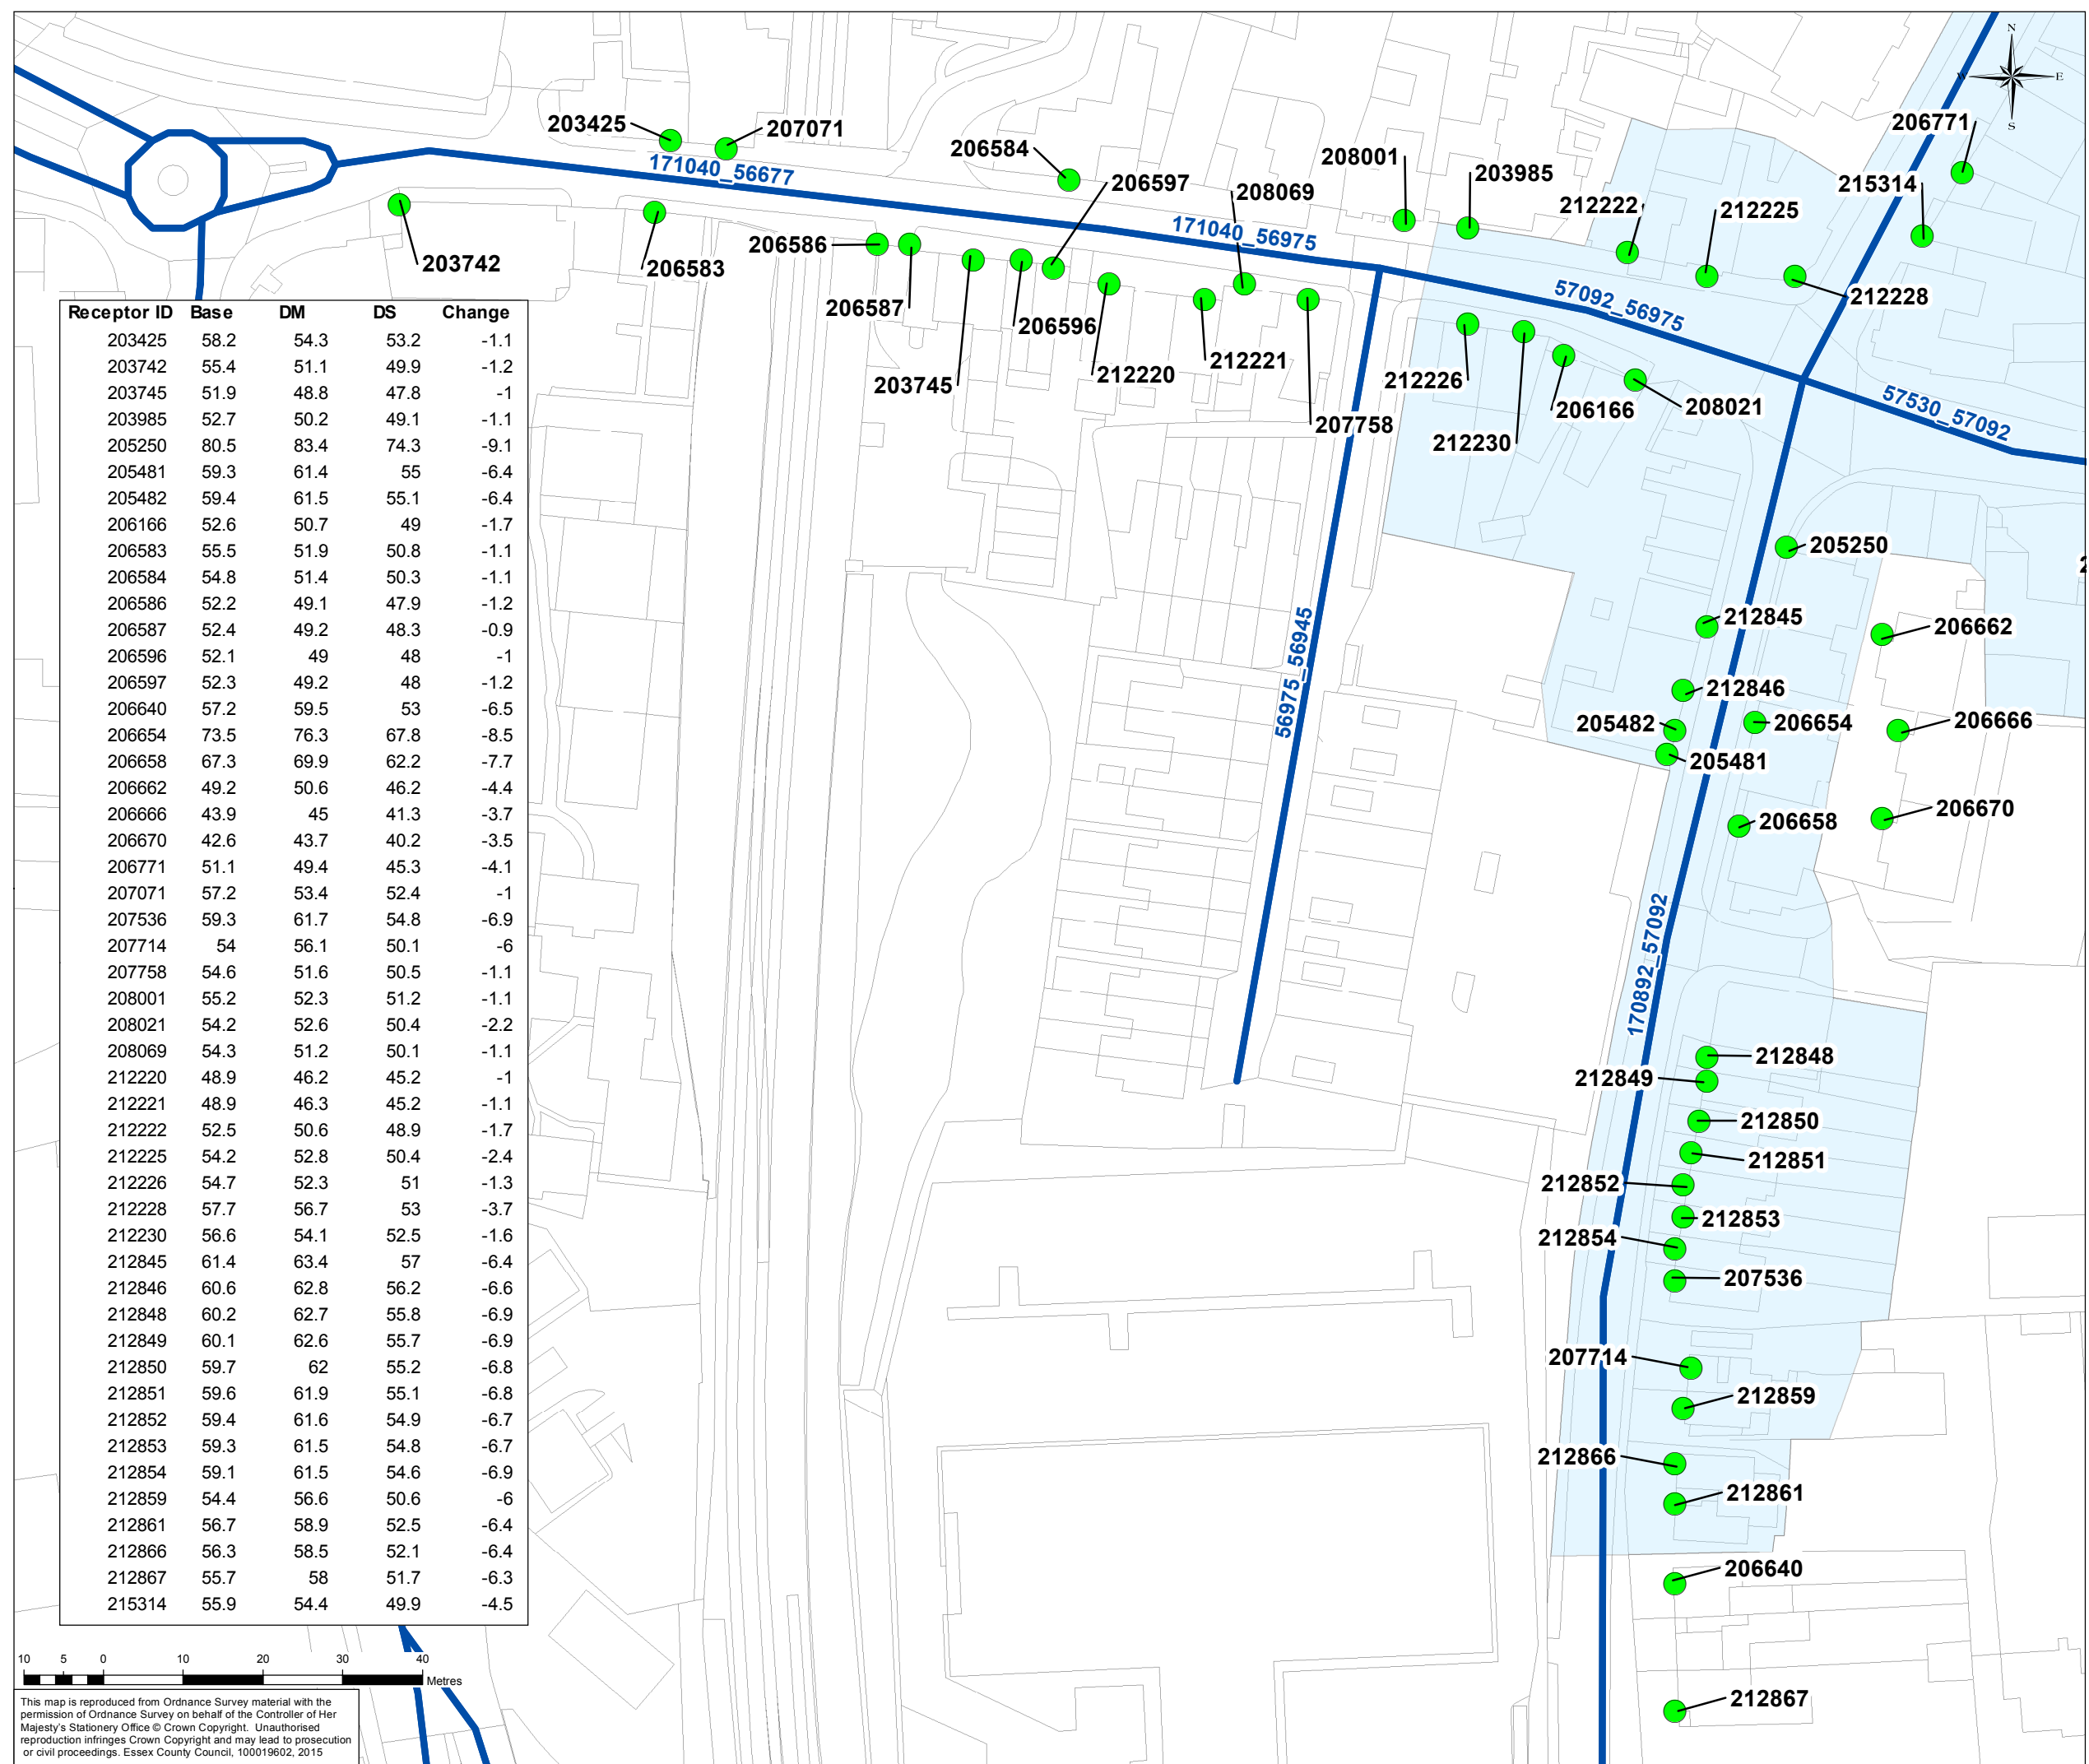 N
W E
S
203425
207071
206584
206597
208069
208001
203985
212222
212225
215314
206771
171040_56677
171040_56975
57092_56975
57530_57092
203742
206583
206586
206587
203745
206596
212220
212221
207758
212226
212230
206166
208021
212228
205250
2
212845
206662
212846
206654
206666
205482
205481
206658
206670
56975_56945
170892_57092
212848
212849
212850
212851
212852
212853
212854
207536
207714
212859
212866
212861
206640
212867
Receptor ID Base DM DS Change
203425 58.2 54.3 53.2 -1.1
203742 55.4 51.1 49.9 -1.2
203745 51.9 48.8 47.8 -1
203985 52.7 50.2 49.1 -1.1
205250 80.5 83.4 74.3 -9.1
205481 59.3 61.4 55 -6.4
205482 59.4 61.5 55.1 -6.4
206166 52.6 50.7 49 -1.7
206583 55.5 51.9 50.8 -1.1
206584 54.8 51.4 50.3 -1.1
206586 52.2 49.1 47.9 -1.2
206587 52.4 49.2 48.3 -0.9
206596 52.1 49 48 -1
206597 52.3 49.2 48 -1.2
206640 57.2 59.5 53 -6.5
206654 73.5 76.3 67.8 -8.5
206658 67.3 69.9 62.2 -7.7
206662 49.2 50.6 46.2 -4.4
206666 43.9 45 41.3 -3.7
206670 42.6 43.7 40.2 -3.5
206771 51.1 49.4 45.3 -4.1
207071 57.2 53.4 52.4 -1
207536 59.3 61.7 54.8 -6.9
207714 54 56.1 50.1 -6
207758 54.6 51.6 50.5 -1.1
208001 55.2 52.3 51.2 -1.1
208021 54.2 52.6 50.4 -2.2
208069 54.3 51.2 50.1 -1.1
212220 48.9 46.2 45.2 -1
212221 48.9 46.3 45.2 -1.1
212222 52.5 50.6 48.9 -1.7
212225 54.2 52.8 50.4 -2.4
212226 54.7 52.3 51 -1.3
212228 57.7 56.7 53 -3.7
212230 56.6 54.1 52.5 -1.6
212845 61.4 63.4 57 -6.4
212846 60.6 62.8 56.2 -6.6
212848 60.2 62.7 55.8 -6.9
212849 60.1 62.6 55.7 -6.9
212850 59.7 62 55.2 -6.8
212851 59.6 61.9 55.1 -6.8
212852 59.4 61.6 54.9 -6.7
212853 59.3 61.5 54.8 -6.7
212854 59.1 61.5 54.6 -6.9
212859 54.4 56.6 50.6 -6
212861 56.7 58.9 52.5 -6.4
212866 56.3 58.5 52.1 -6.4
212867 55.7 58 51.7 -6.3
215314 55.9 54.4 49.9 -4.5
10 5 0 10 20 30 40
Metres
This map is reproduced from Ordnance Survey material with the
permission of Ordnance Survey on behalf of the Controller of Her
Majesty's Stationery Office © Crown Copyright. Unauthorised
reproduction infringes Crown Copyright and may lead to prosecution
or civil proceedings. Essex County Council, 100019602, 2015